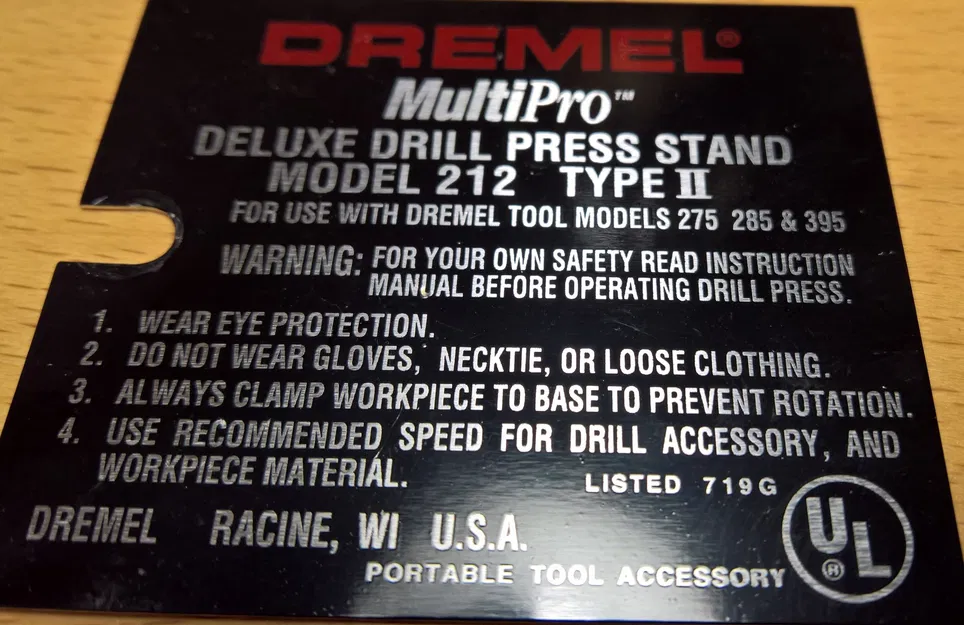 DREMEL®
MultiPro™
DELUXE DRILL PRESS STAND
MODEL 212 TYPE II
FOR USE WITH DREMEL TOOL MODELS 275 285 & 395
WARNING: FOR YOUR OWN SAFETY READ INSTRUCTION
MANUAL BEFORE OPERATING DRILL PRESS.
1. WEAR EYE PROTECTION.
2. DO NOT WEAR GLOVES, NECKTIE, OR LOOSE CLOTHING.
3. ALWAYS CLAMP WORKPIECE TO BASE TO PREVENT ROTATION.
4. USE RECOMMENDED SPEED FOR DRILL ACCESSORY, AND
WORKPIECE MATERIAL.
LISTED 719G
UL®
DREMEL RACINE, WI U.S.A.
PORTABLE TOOL ACCESSORY